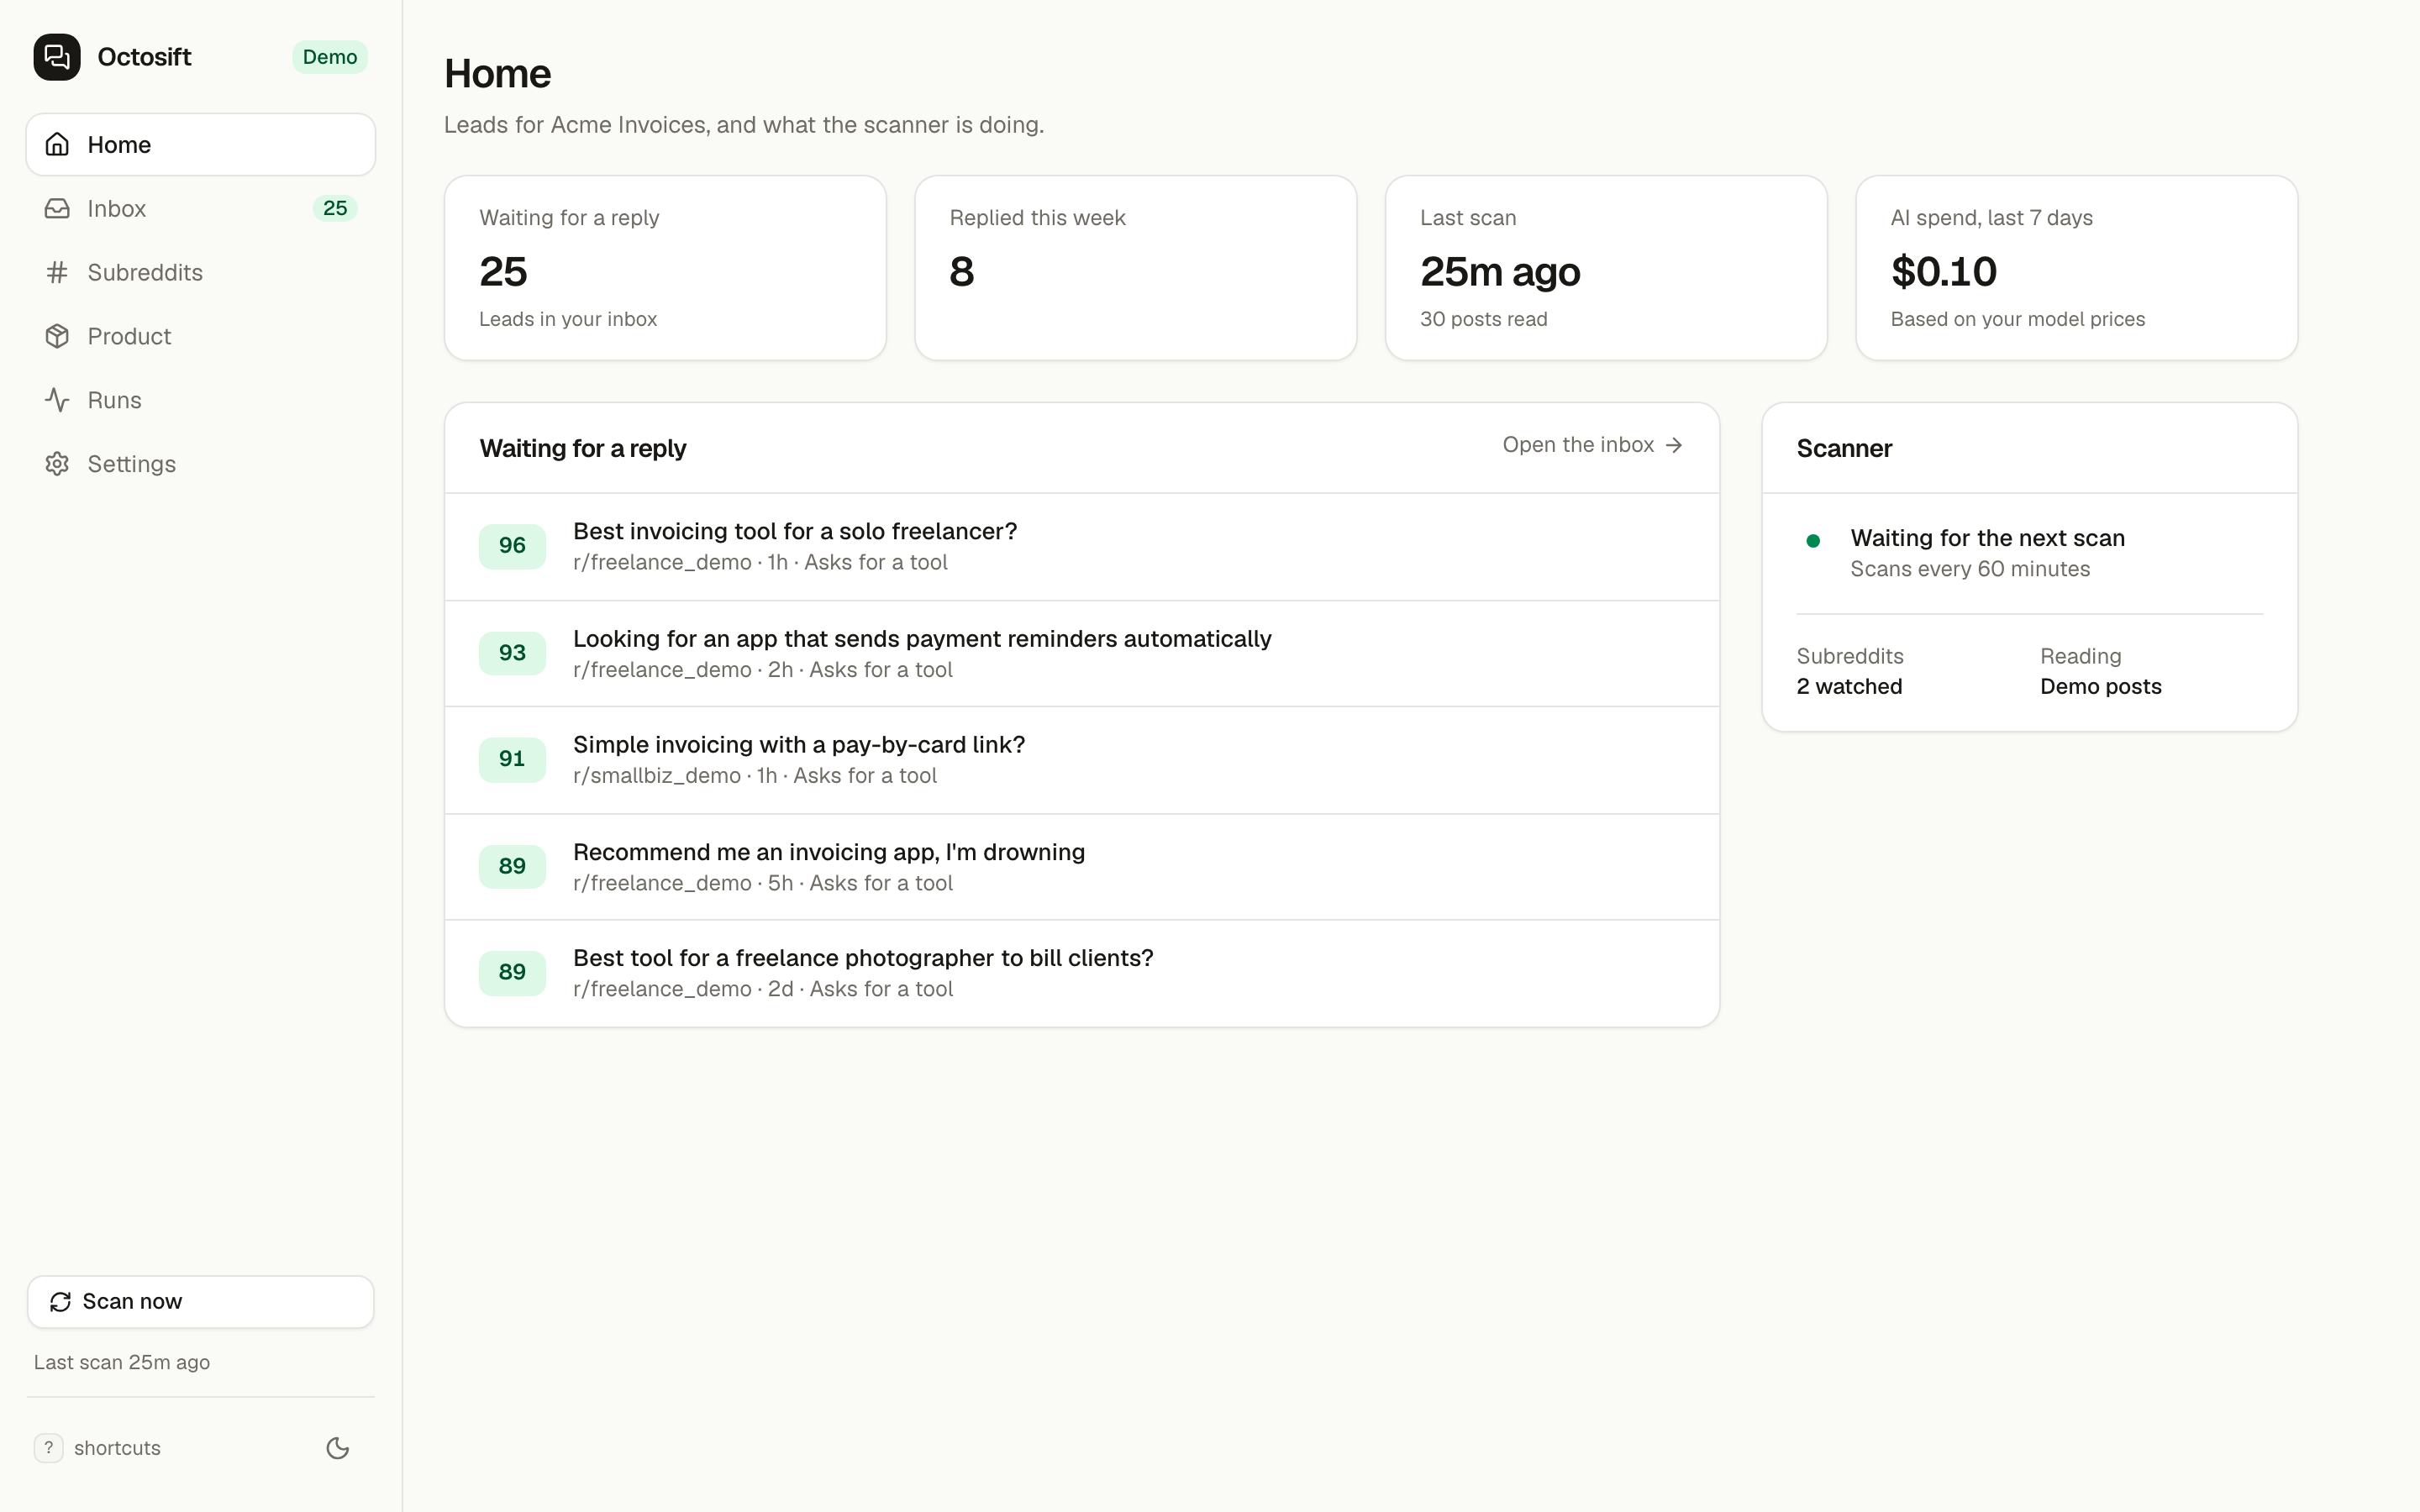 Octosift
Demo
Home
Inbox
25
Subreddits
Product
Runs
Settings
Scan now
Last scan 25m ago
? shortcuts
Home
Leads for Acme Invoices, and what the scanner is doing.
Waiting for a reply
25
Leads in your inbox
Replied this week
8
Last scan
25m ago
30 posts read
AI spend, last 7 days
$0.10
Based on your model prices
Waiting for a reply
Open the inbox →
96
Best invoicing tool for a solo freelancer?
r/freelance_demo · 1h · Asks for a tool
93
Looking for an app that sends payment reminders automatically
r/freelance_demo · 2h · Asks for a tool
91
Simple invoicing with a pay-by-card link?
r/smallbiz_demo · 1h · Asks for a tool
89
Recommend me an invoicing app, I'm drowning
r/freelance_demo · 5h · Asks for a tool
89
Best tool for a freelance photographer to bill clients?
r/freelance_demo · 2d · Asks for a tool
Scanner
Waiting for the next scan
Scans every 60 minutes
Subreddits
2 watched
Reading
Demo posts